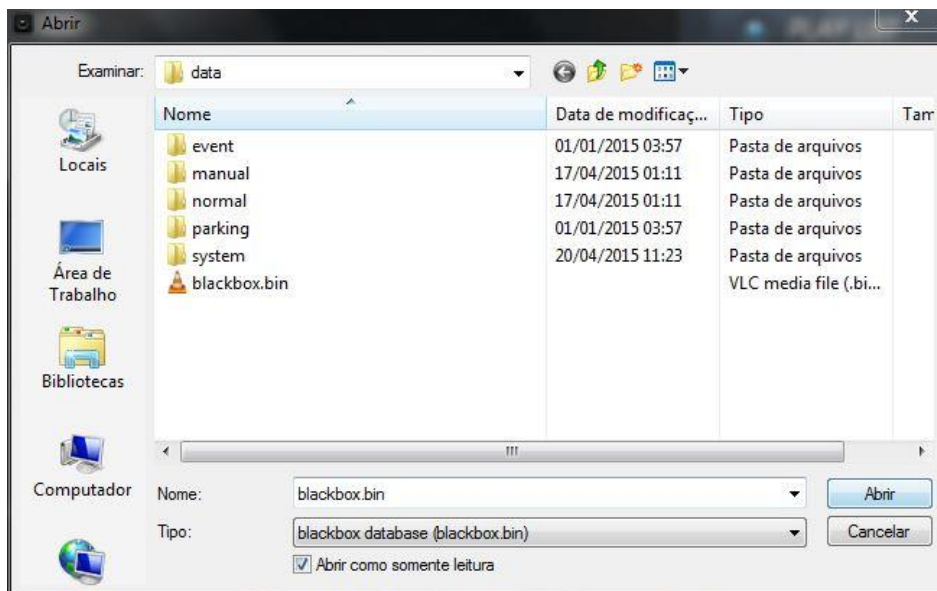 Abrir
Examinar: data
Nome Data de modificaç... Tipo Tam
event 01/01/2015 03:57 Pasta de arquivos
manual 17/04/2015 01:11 Pasta de arquivos
normal 17/04/2015 01:11 Pasta de arquivos
parking 01/01/2015 03:57 Pasta de arquivos
system 20/04/2015 11:23 Pasta de arquivos
blackbox.bin VLC media file (.bi...
Locais
Área de
Trabalho
Bibliotecas
Computador
Nome: blackbox.bin Abrir
Tipo: blackbox database (blackbox.bin) Cancelar
Abrir como somente leitura